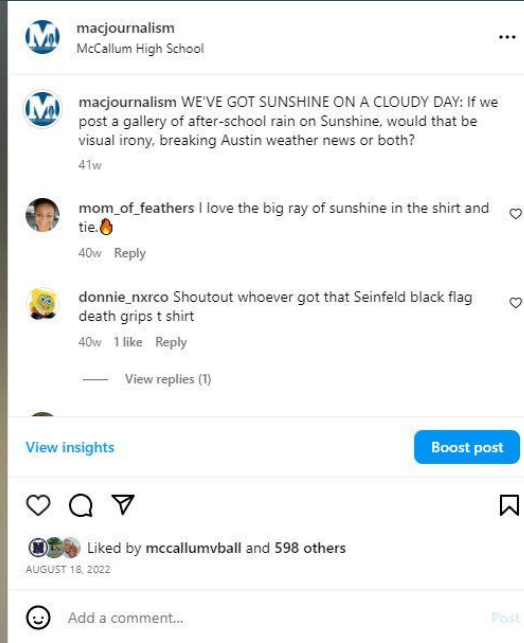 macjournalism
McCallum High School
macjournalism WE'VE GOT SUNSHINE ON A CLOUDY DAY: If we
post a gallery of after-school rain on Sunshine, would that be
visual irony, breaking Austin weather news or both?
41w
mom_of_feathers I love the big ray of sunshine in the shirt and
tie.🔥
40w Reply
donnie_nxrco Shoutout whoever got that Seinfeld black flag
death grips t shirt
40w 1 like Reply
View replies (1)
View insights
Boost post
Liked by mccallumvball and 598 others
AUGUST 18, 2022
Add a comment...
Post